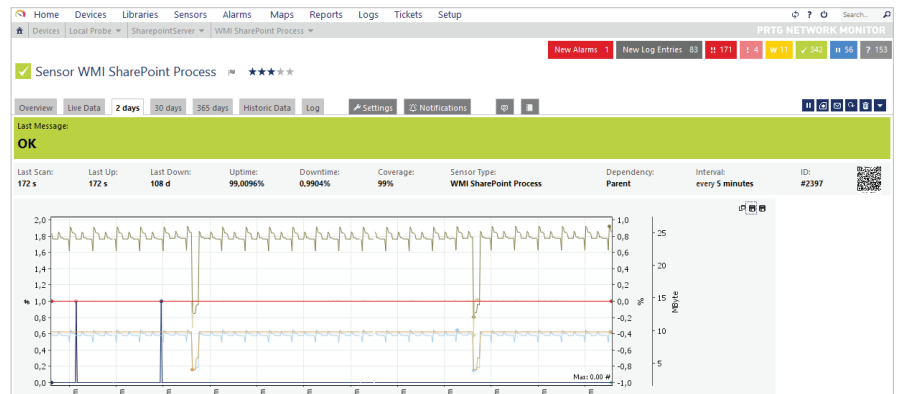 Home Devices Libraries Sensors Alarms Maps Reports Logs Tickets Setup Search...
Devices Local Probe SharepointServer WMI SharePoint Process PRTG NETWORK MONITOR
New Alarms 1 New Log Entries 83 !! 171 ! 4 W 31 342 II 56 ? 153
Sensor WMI SharePoint Process
Overview Live Data 2 days 30 days 365 days Historic Data Log Settings Notifications
Last Message:
OK
Last Scan: Last Up: Last Down: Uptime: Downtime: Coverage: Sensor Type: Dependency: Interval: ID:
172 s 172 s 108 d 99,0096% 0,9904% 99% WMI SharePoint Process Parent every 5 minutes #2397
2,0 1,0
1,8 0,8 25
1,6 0,6
1,4 0,4 20
1,2 0,2
# 1,0 0,0 % 15 MByte
0,8 -0,2
0,6 -0,4 10
0,4 -0,6
0,2 -0,8 5
Max: 0.00 #
0,0 -1,0